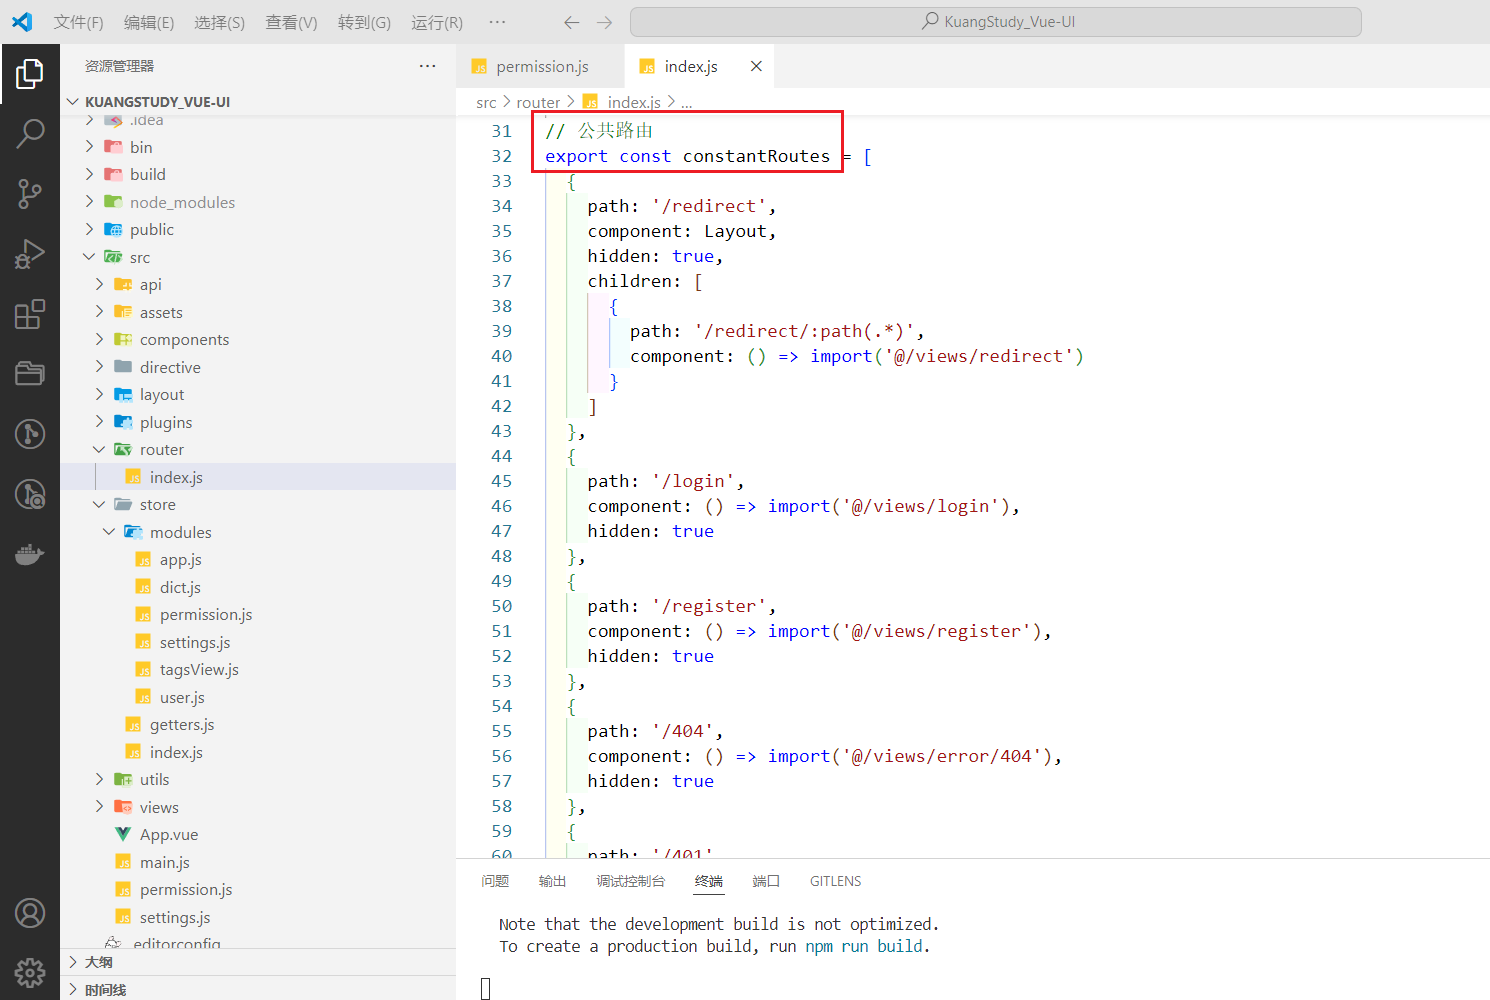 文件(F) 编辑(E) 选择(S) 查看(V) 转到(G) 运行(R) ··· KuangStudy_Vue-UI
资源管理器 ···
KUANGSTUDY_VUE-UI
.idea
bin
build
node_modules
public
src
api
assets
components
directive
layout
plugins
router
index.js
store
modules
app.js
dict.js
permission.js
settings.js
tagsView.js
user.js
getters.js
index.js
utils
views
App.vue
main.js
permission.js
settings.js
.editorconfig
大纲
时间线
permission.js index.js
src > router > index.js > ...
31 // 公共路由
32 export const constantRoutes = [
33 {
34 path: '/redirect',
35 component: Layout,
36 hidden: true,
37 children: [
38 {
39 path: '/redirect/:path(.*)',
40 component: () => import('@/views/redirect')
41 }
42 ]
43 },
44 {
45 path: '/login',
46 component: () => import('@/views/login'),
47 hidden: true
48 },
49 {
50 path: '/register',
51 component: () => import('@/views/register'),
52 hidden: true
53 },
54 {
55 path: '/404',
56 component: () => import('@/views/error/404'),
57 hidden: true
58 },
59 {
60 path: '/401'
问题 输出 调试控制台 终端 端口 GITLENS
Note that the development build is not optimized.
To create a production build, run npm run build.